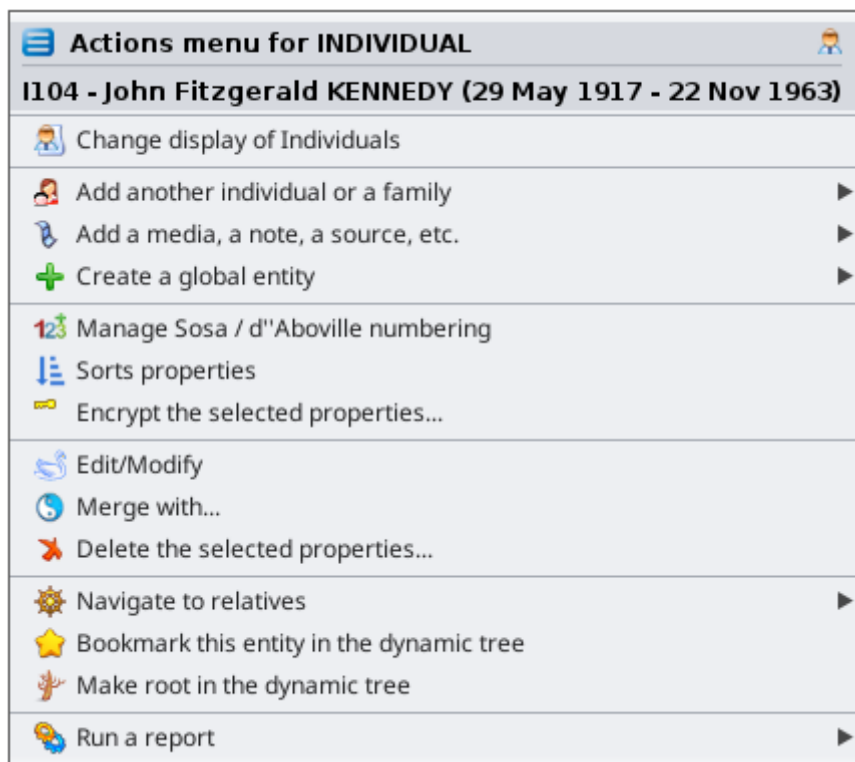 Actions menu for INDIVIDUAL
I104 - John Fitzgerald KENNEDY (29 May 1917 - 22 Nov 1963)
Change display of Individuals
Add another individual or a family
Add a media, a note, a source, etc.
Create a global entity
123 Manage Sosa / d''Aboville numbering
Sorts properties
Encrypt the selected properties...
Edit/Modify
Merge with...
Delete the selected properties...
Navigate to relatives
Bookmark this entity in the dynamic tree
Make root in the dynamic tree
Run a report